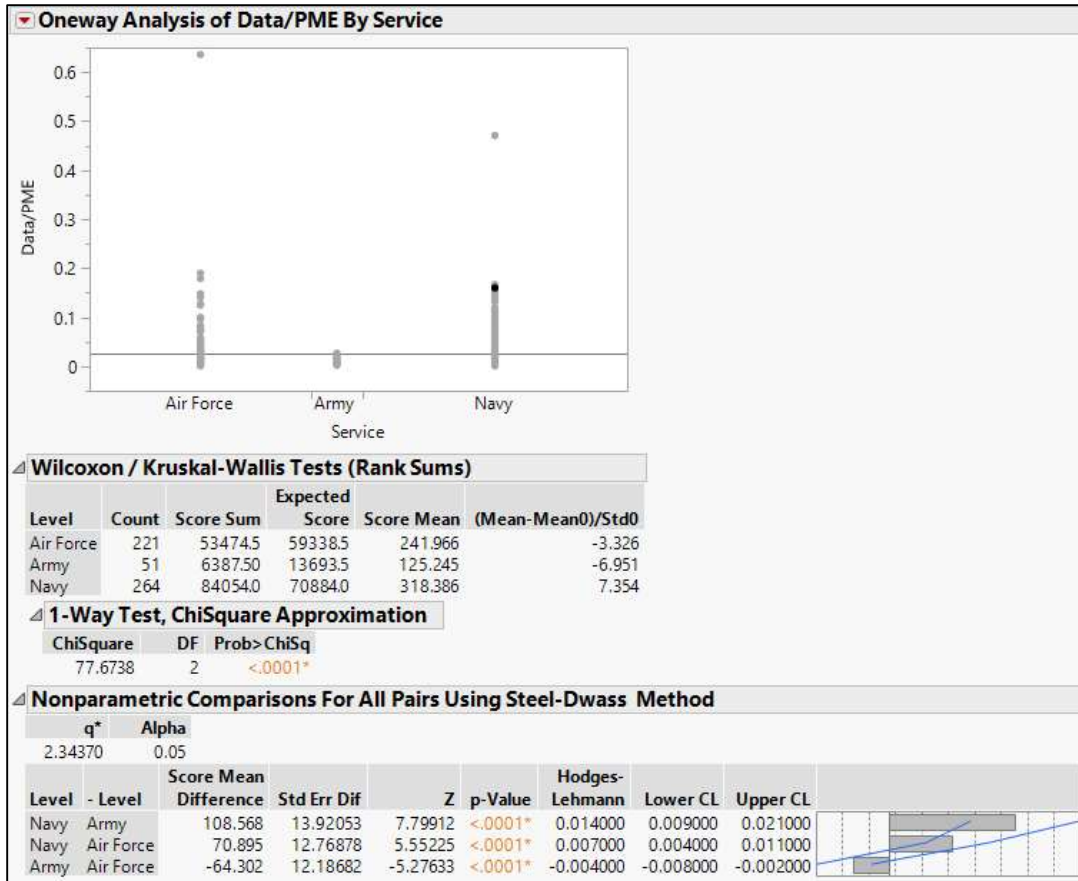 Oneway Analysis of Data/PME By Service
0.6
0.5
0.4
0.3
0.2
0.1
0
Data/PME
Air Force Army Navy
Service
Wilcoxon / Kruskal-Wallis Tests (Rank Sums)
Expected
Level Count Score Sum Score Score Mean (Mean-Mean0)/Std0
Air Force 221 53474.5 59338.5 241.966 -3.326
Army 51 6387.50 13693.5 125.245 -6.951
Navy 264 84054.0 70884.0 318.386 7.354
1-Way Test, ChiSquare Approximation
ChiSquare DF Prob>ChiSq
77.6738 2 <.0001*
Nonparametric Comparisons For All Pairs Using Steel-Dwass Method
q* Alpha
2.34370 0.05
Score Mean Hodges-
Level - Level Difference Std Err Dif Z p-Value Lehmann Lower CL Upper CL
Navy Army 108.568 13.92053 7.79912 <.0001* 0.014000 0.009000 0.021000
Navy Air Force 70.895 12.76878 5.55225 <.0001* 0.007000 0.004000 0.011000
Army Air Force -64.302 12.18682 -5.27633 <.0001* -0.004000 -0.008000 -0.002000